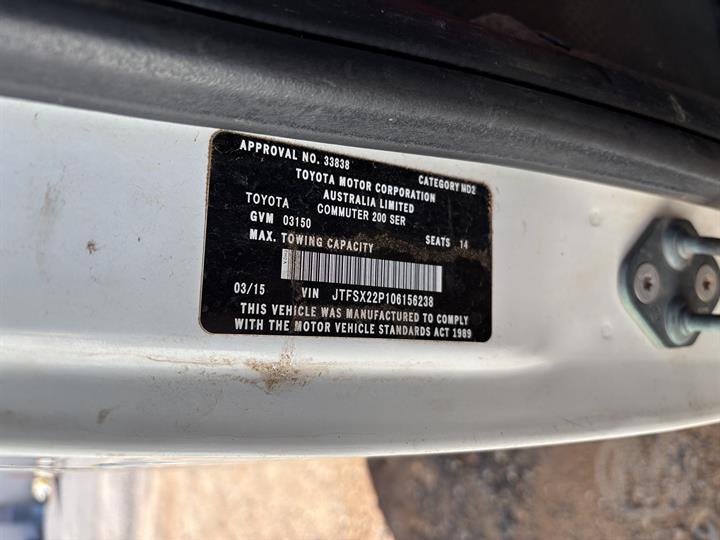 APPROVAL NO. 33838 CATEGORY MD2
TOYOTA MOTOR CORPORATION
AUSTRALIA LIMITED
TOYOTA COMMUTER 200 SER
GVM 03150 SEATS 14
MAX. TOWING CAPACITY
03/15 VIN JTFSX22P106156238
THIS VEHICLE WAS MANUFACTURED TO COMPLY
WITH THE MOTOR VEHICLE STANDARDS ACT 1989